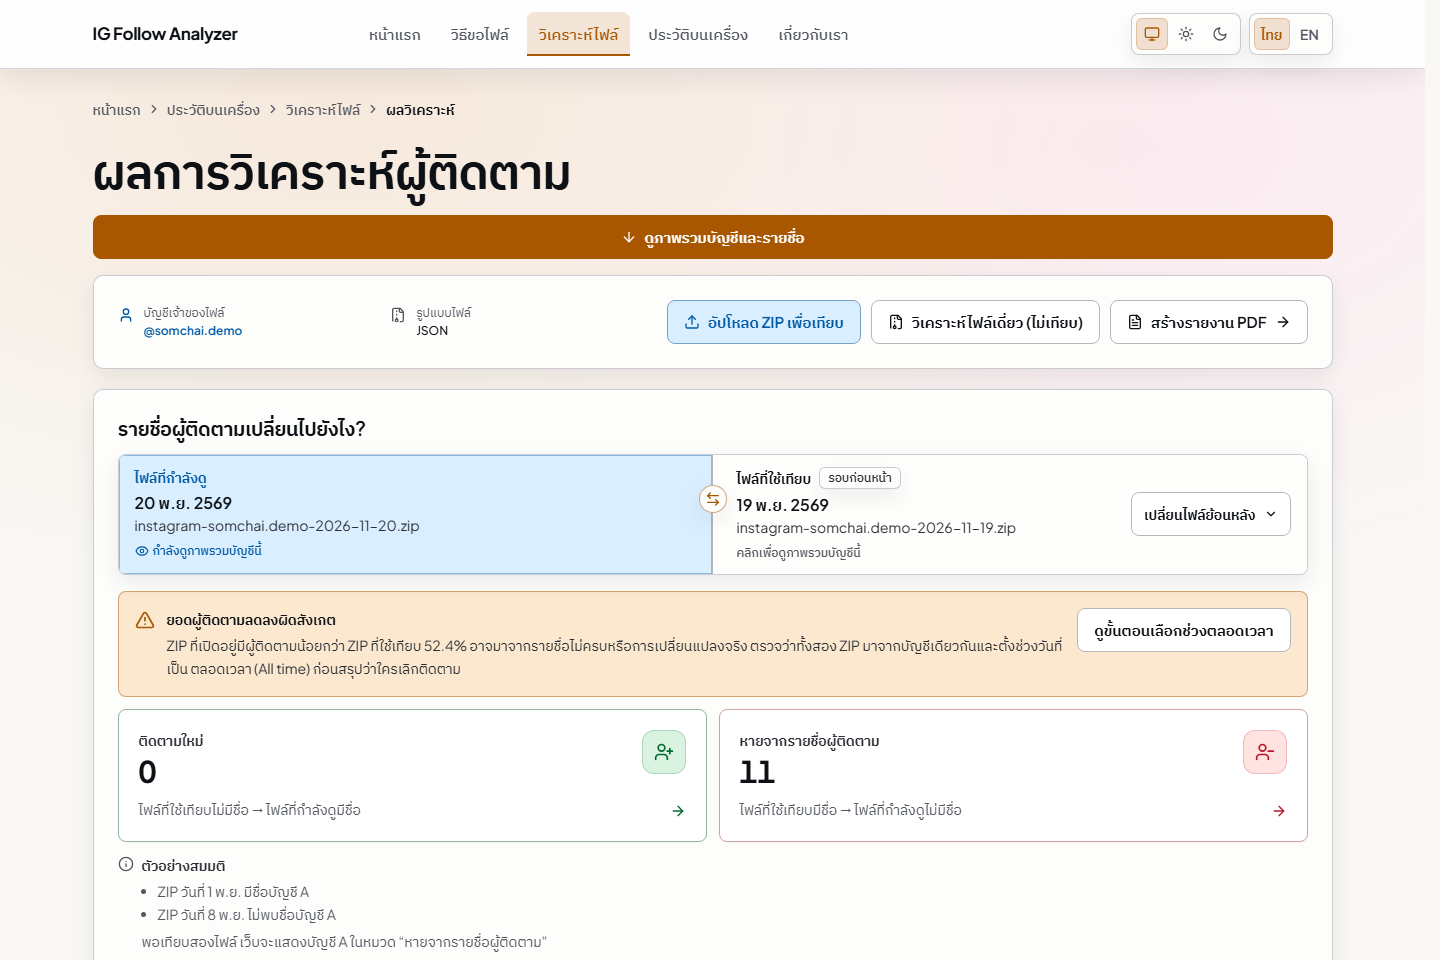 IG Follow Analyzer
หน้าแรก
วิธีขอไฟล์
วิเคราะห์ไฟล์
ประวัติบนเครื่อง
เกี่ยวกับเรา
ไทย
EN
หน้าแรก > ประวัติบนเครื่อง > วิเคราะห์ไฟล์ > ผลวิเคราะห์
ผลการวิเคราะห์ผู้ติดตาม
ดูภาพรวมบัญชีและรายชื่อ
บัญชีเจ้าของไฟล์
@somchai.demo
รูปแบบไฟล์
JSON
อัปโหลด ZIP เพื่อเทียบ
วิเคราะห์ไฟล์เดี่ยว (ไม่เทียบ)
สร้างรายงาน PDF
รายชื่อผู้ติดตามเปลี่ยนไปยังไง?
ไฟล์ที่กำลังดู
20 พ.ย. 2569
instagram-somchai.demo-2026-11-20.zip
กำลังดูภาพรวมบัญชีนี้
ไฟล์ที่ใช้เทียบ
รอบก่อนหน้า
19 พ.ย. 2569
instagram-somchai.demo-2026-11-19.zip
คลิกเพื่อดูภาพรวมบัญชีนี้
เปลี่ยนไฟล์ย้อนหลัง
ยอดผู้ติดตามลดลงผิดสังเกต
ZIP ที่เปิดอยู่มีผู้ติดตามน้อยกว่า ZIP ที่ใช้เทียบ 52.4% อาจมาจากรายชื่อไม่ครบหรือการเปลี่ยนแปลงจริง ตรวจว่าทั้งสอง ZIP มาจากบัญชีเดียวกันและตั้งช่วงวันที่
เป็น ตลอดเวลา (All time) ก่อนสรุปว่าใครเลิกติดตาม
ดูขั้นตอนเลือกช่วงตลอดเวลา
ติดตามใหม่
0
ไฟล์ที่ใช้เทียบไม่มีชื่อ → ไฟล์ที่กำลังดูมีชื่อ
หายจากรายชื่อผู้ติดตาม
11
ไฟล์ที่ใช้เทียบมีชื่อ → ไฟล์ที่กำลังดูไม่มีชื่อ
ตัวอย่างสมมติ
• ZIP วันที่ 1 พ.ย. มีชื่อบัญชี A
• ZIP วันที่ 8 พ.ย. ไม่พบชื่อบัญชี A
พอเทียบสองไฟล์ เว็บจะแสดงบัญชี A ในหมวด “หายจากรายชื่อผู้ติดตาม”